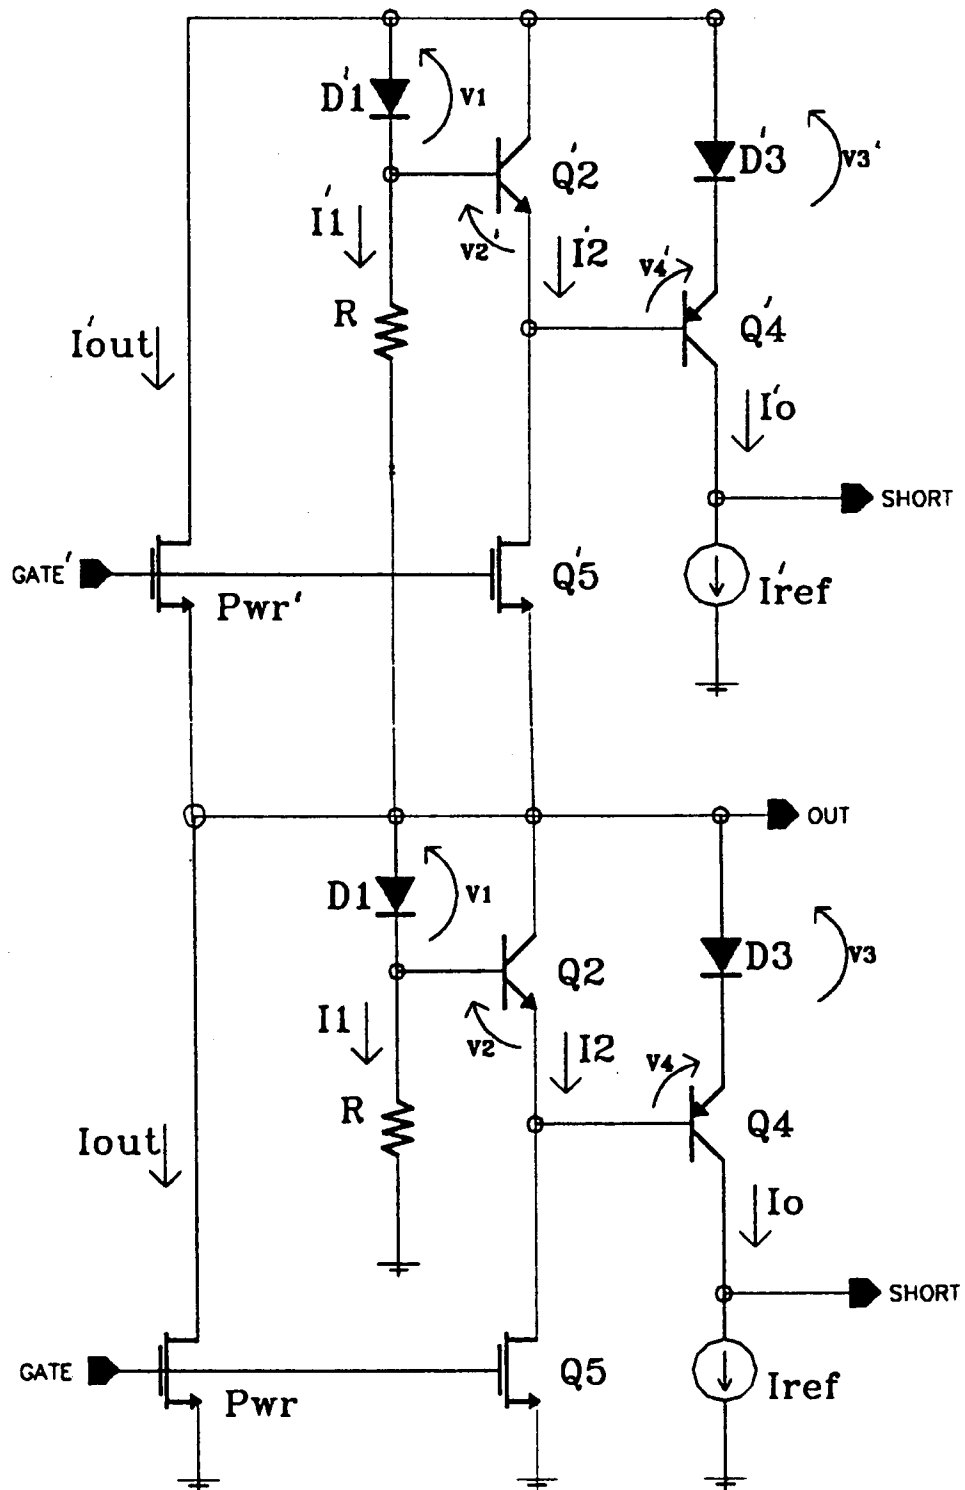 D'1
V1
Q'2
D'3
V3'
I'1
V2'
I'2
V4'
R
Q'4
I'out
I'o
SHORT
GATE'
Pwr'
Q'5
I'ref
OUT
D1
V1
Q2
D3
V3
I1
V2
I2
V4
R
Q4
Iout
Io
SHORT
GATE
Pwr
Q5
Iref